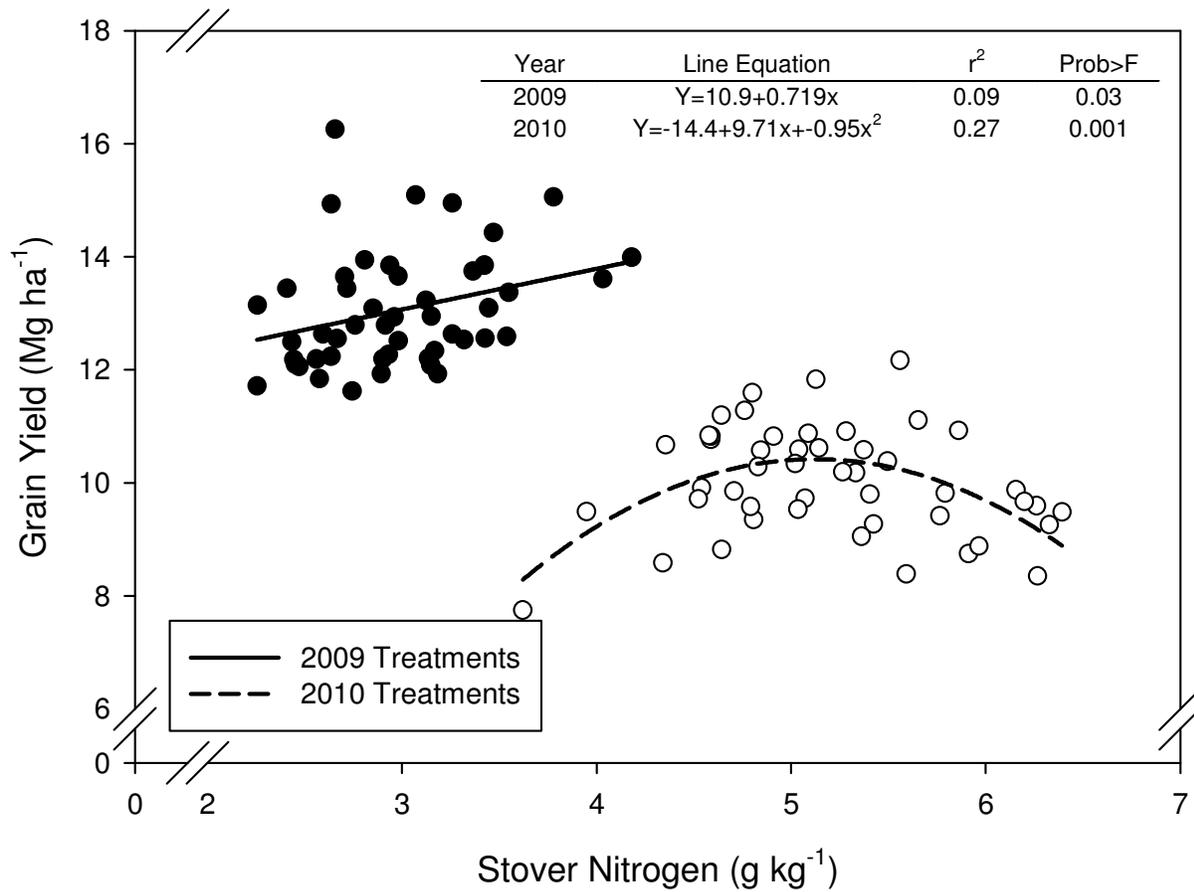 18
16
14
12
10
8
6
0
Grain Yield (Mg ha⁻¹)
Year Line Equation r² Prob>F
2009 Y=10.9+0.719x 0.09 0.03
2010 Y=-14.4+9.71x+-0.95x² 0.27 0.001
2009 Treatments
2010 Treatments
0 2 3 4 5 6 7
Stover Nitrogen (g kg⁻¹)